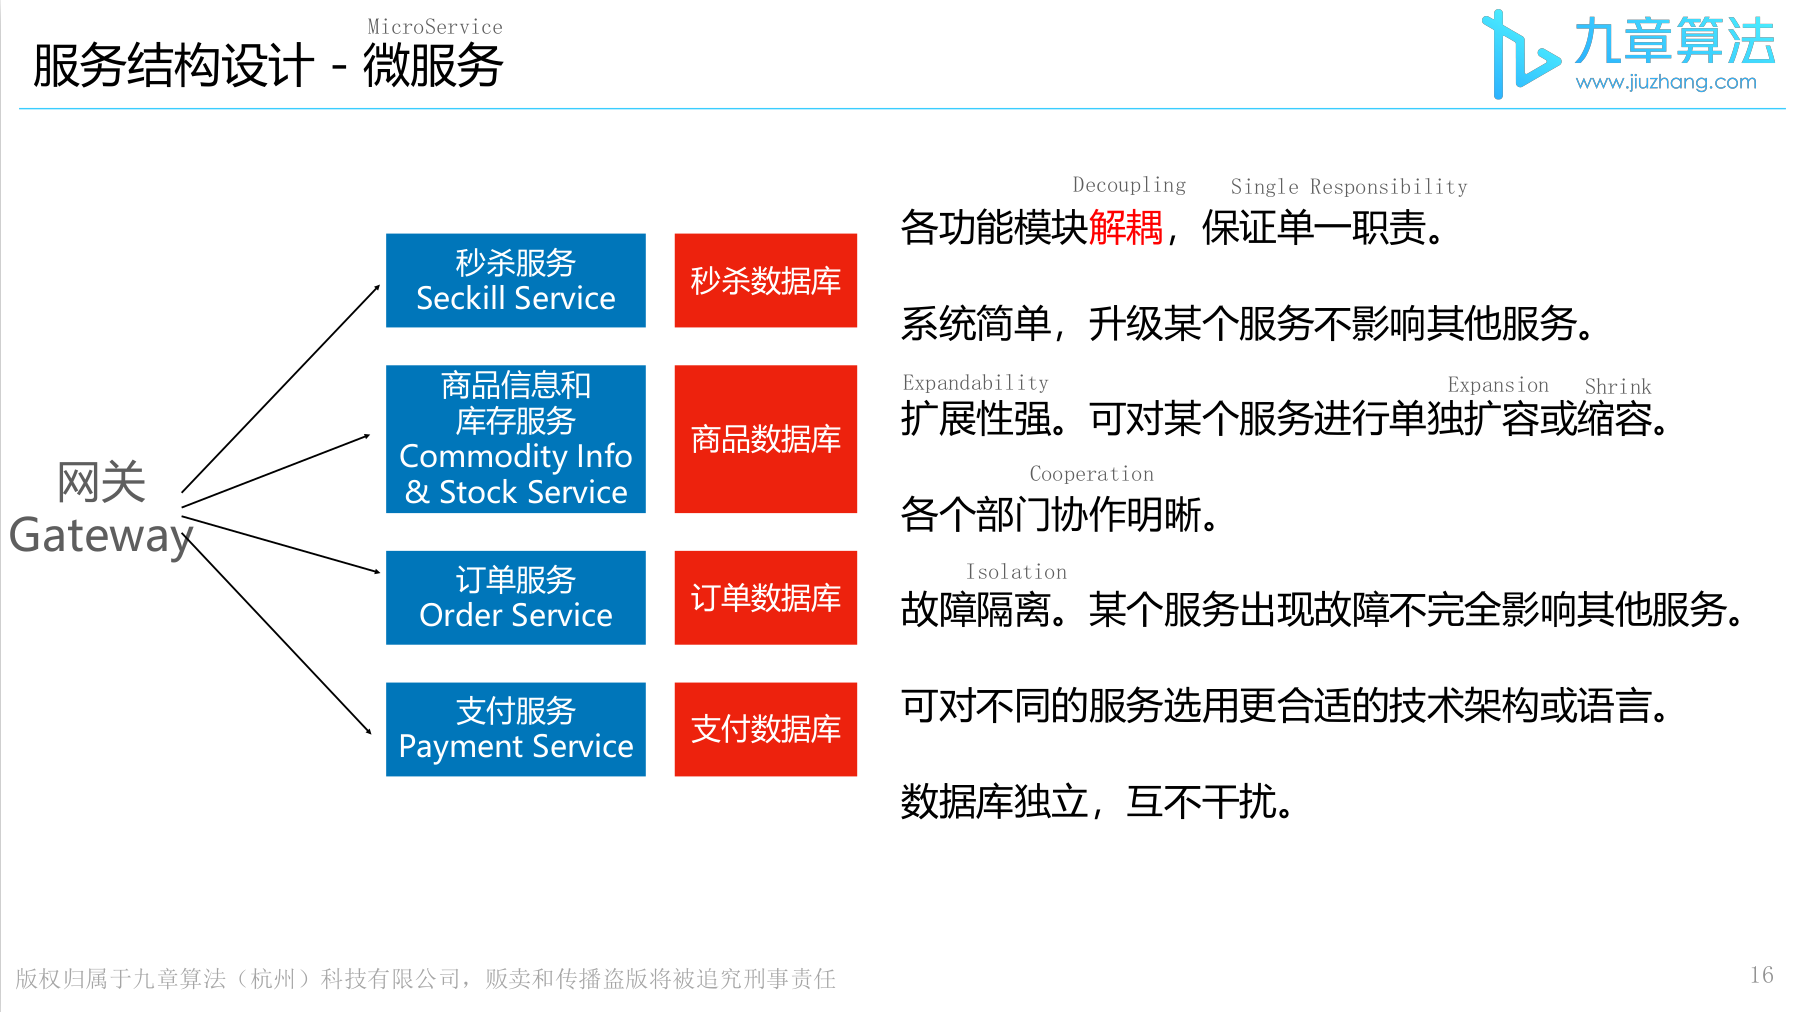 MicroService
服务结构设计 - 微服务
九章算法
www.jiuzhang.com
网关
Gateway
秒杀服务
Seckill Service
秒杀数据库
商品信息和
库存服务
Commodity Info
& Stock Service
商品数据库
订单服务
Order Service
订单数据库
支付服务
Payment Service
支付数据库
Decoupling Single Responsibility
各功能模块解耦，保证单一职责。
系统简单，升级某个服务不影响其他服务。
Expandability Expansion Shrink
扩展性强。可对某个服务进行单独扩容或缩容。
Cooperation
各个部门协作明晰。
Isolation
故障隔离。某个服务出现故障不完全影响其他服务。
可对不同的服务选用更合适的技术架构或语言。
数据库独立，互不干扰。
版权归属于九章算法（杭州）科技有限公司，贩卖和传播盗版将被追究刑事责任
16